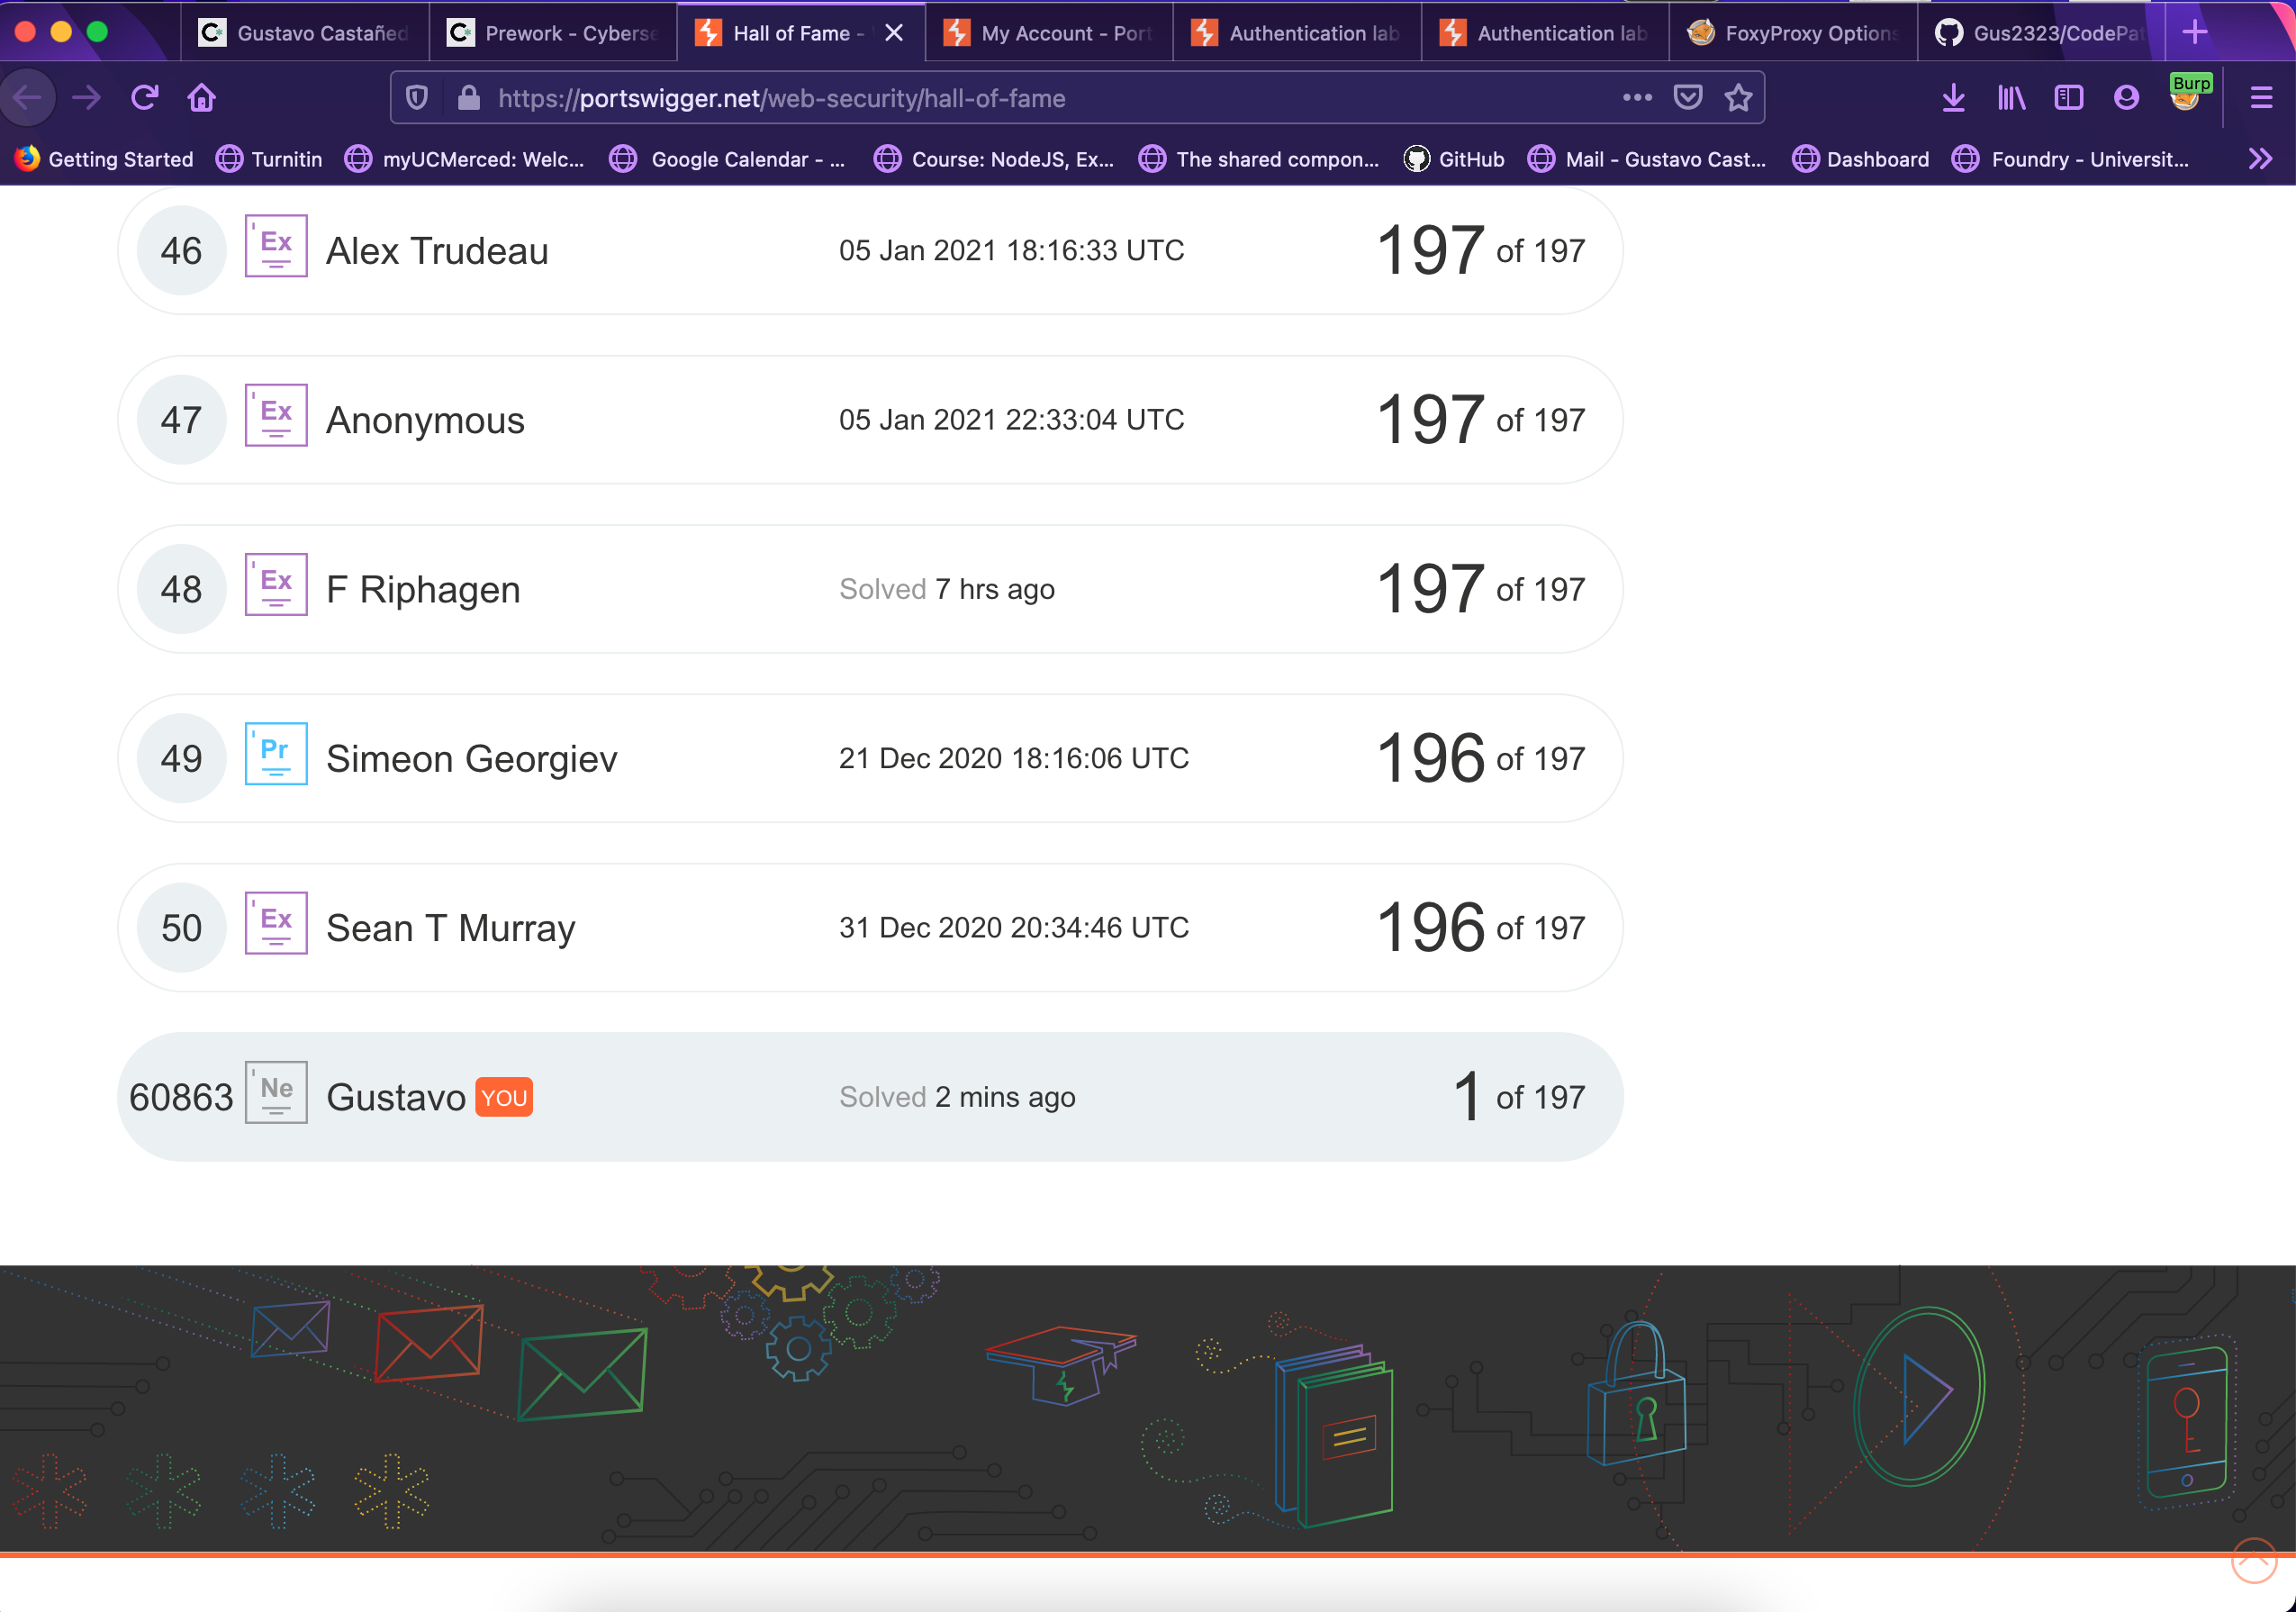 Gustavo Castañed
Prework - Cyberse
Hall of Fame -
My Account - Port
Authentication lab
Authentication lab
FoxyProxy Options
Gus2323/CodePat
https://portswigger.net/web-security/hall-of-fame
Burp
Getting Started
Turnitin
myUCMerced: Welc...
Google Calendar - ...
Course: NodeJS, Ex...
The shared compon...
GitHub
Mail - Gustavo Cast...
Dashboard
Foundry - Universit...
46 Ex Alex Trudeau 05 Jan 2021 18:16:33 UTC 197 of 197
47 Ex Anonymous 05 Jan 2021 22:33:04 UTC 197 of 197
48 Ex F Riphagen Solved 7 hrs ago 197 of 197
49 Pr Simeon Georgiev 21 Dec 2020 18:16:06 UTC 196 of 197
50 Ex Sean T Murray 31 Dec 2020 20:34:46 UTC 196 of 197
60863 Ne Gustavo YOU Solved 2 mins ago 1 of 197